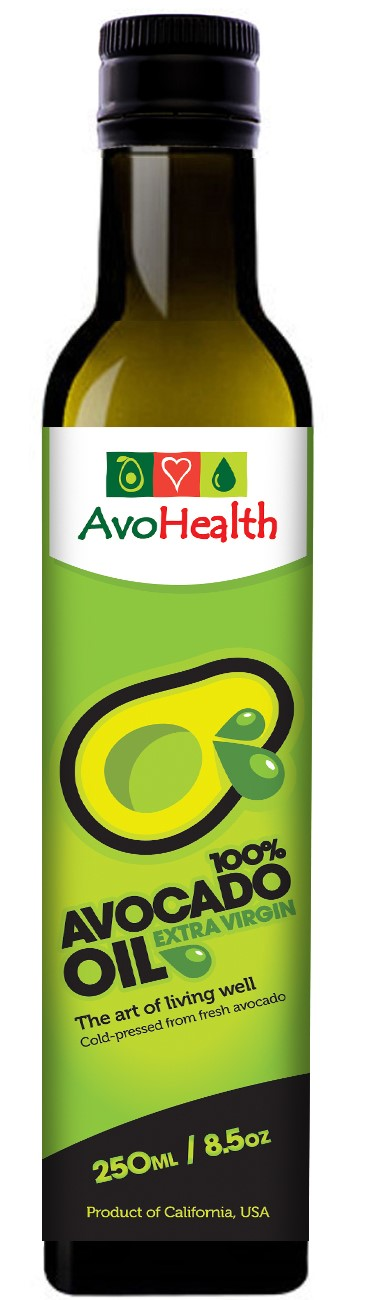 AvoHealth
100%
AVOCADO
EXTRA VIRGIN
OIL
The art of living well
Cold-pressed from fresh avocado
250ML / 8.5oz
Product of California, USA